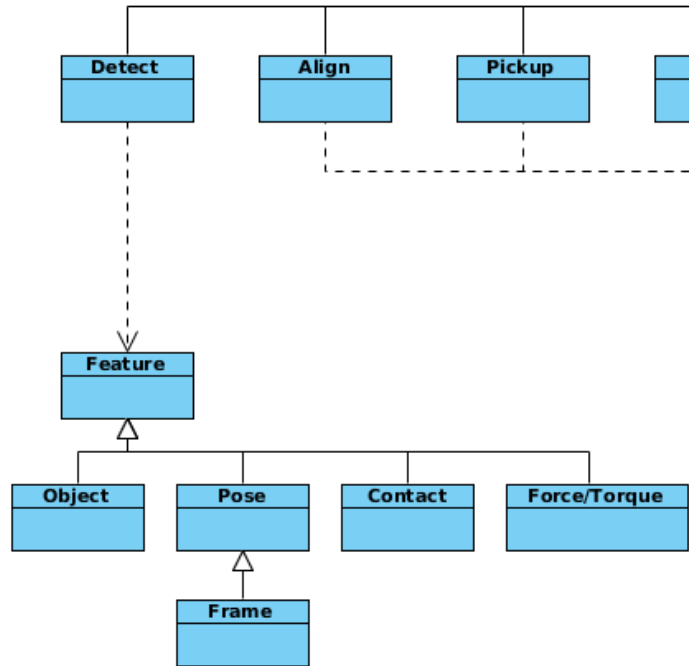 Detect
Align
Pickup
Feature
Object
Pose
Contact
Force/Torque
Frame